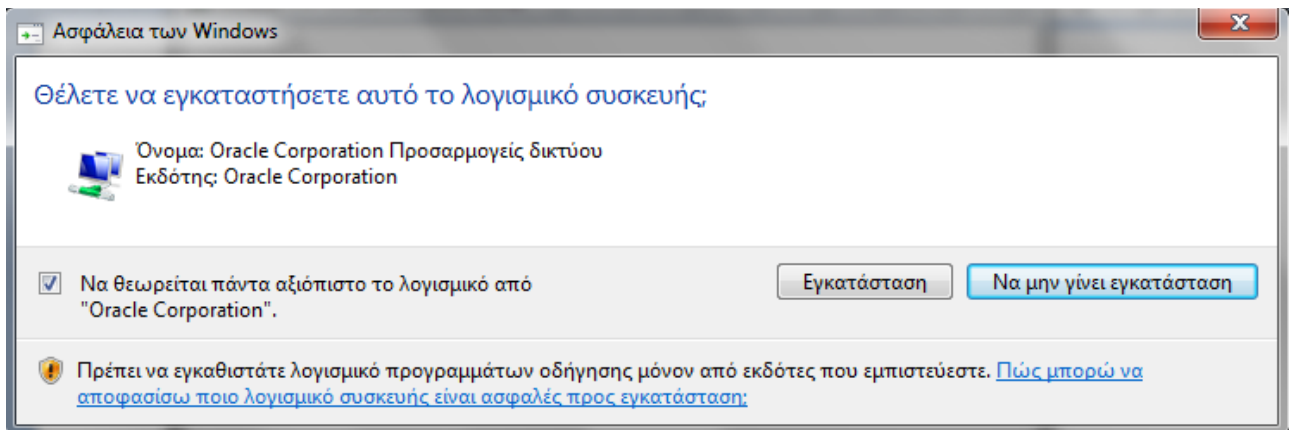 Ασφάλεια των Windows
Θέλετε να εγκαταστήσετε αυτό το λογισμικό συσκευής;
Όνομα: Oracle Corporation Προσαρμογείς δικτύου
Εκδότης: Oracle Corporation
Να θεωρείται πάντα αξιόπιστο το λογισμικό από
"Oracle Corporation".
Εγκατάσταση
Να μην γίνει εγκατάσταση
Πρέπει να εγκαθιστάτε λογισμικό προγραμμάτων οδήγησης μόνον από εκδότες που εμπιστεύεστε. Πώς μπορώ να
αποφασίσω ποιο λογισμικό συσκευής είναι ασφαλές προς εγκατάσταση;